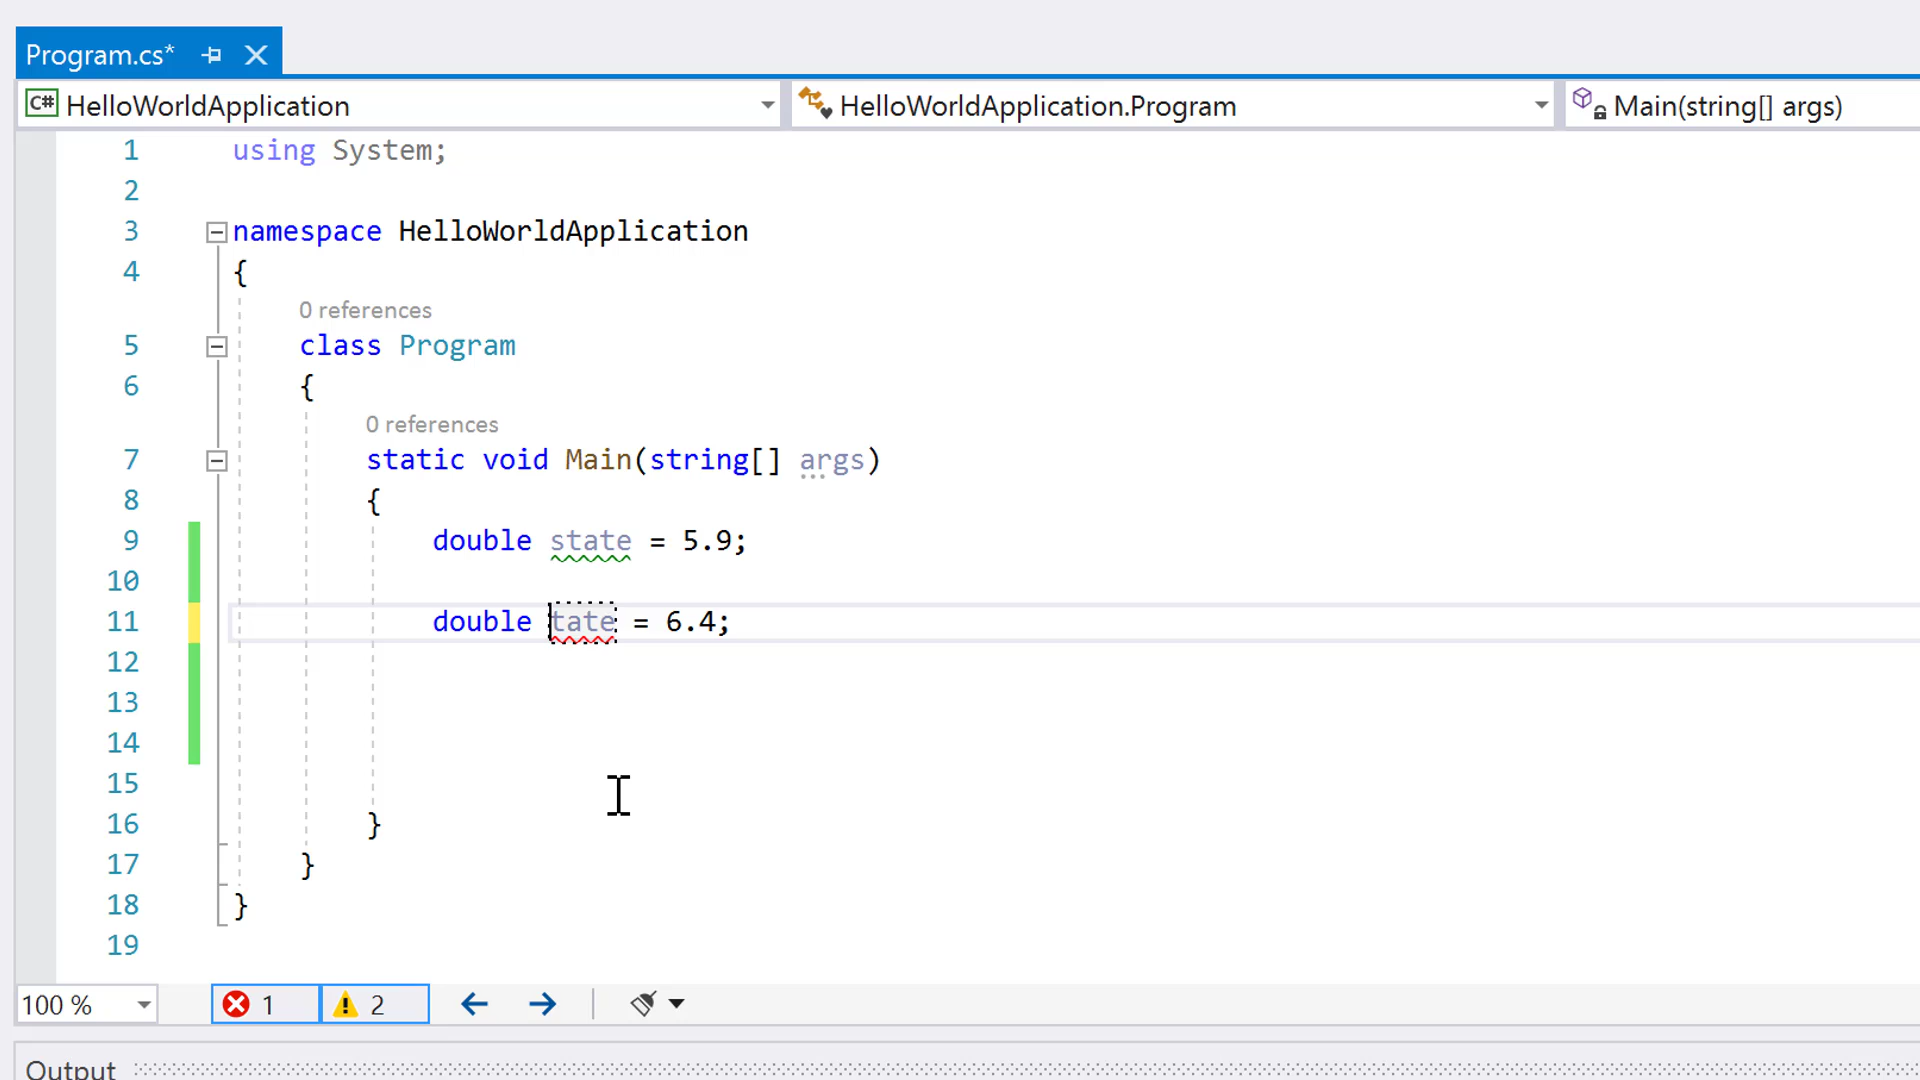 Program.cs*
C# HelloWorldApplication HelloWorldApplication.Program Main(string[] args)
1 using System;
2
3 namespace HelloWorldApplication
4 {
0 references
5 class Program
6 {
0 references
7 static void Main(string[] args)
8 {
9 double state = 5.9;
10
11 double tate = 6.4;
12
13
14
15
16 }
17 }
18 }
19
100 % 1 2
Output